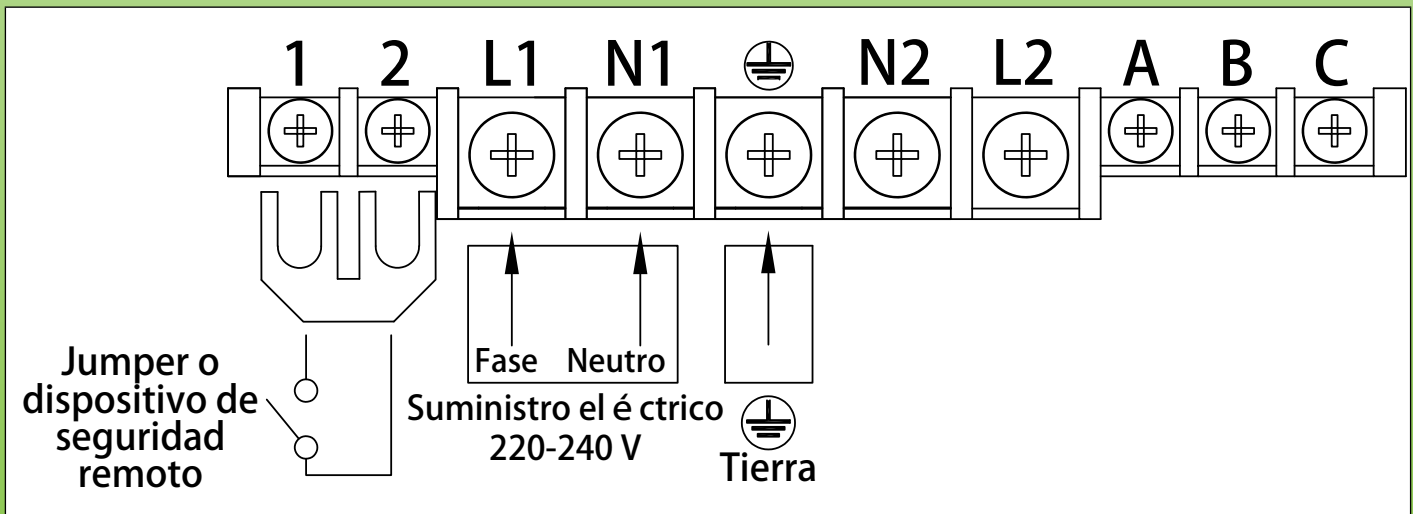 1 2 L1 N1 N2 L2 A B C
Fase Neutro
Jumper o
dispositivo de
seguridad
remoto
Suministro el é ctrico
220-240 V
Tierra